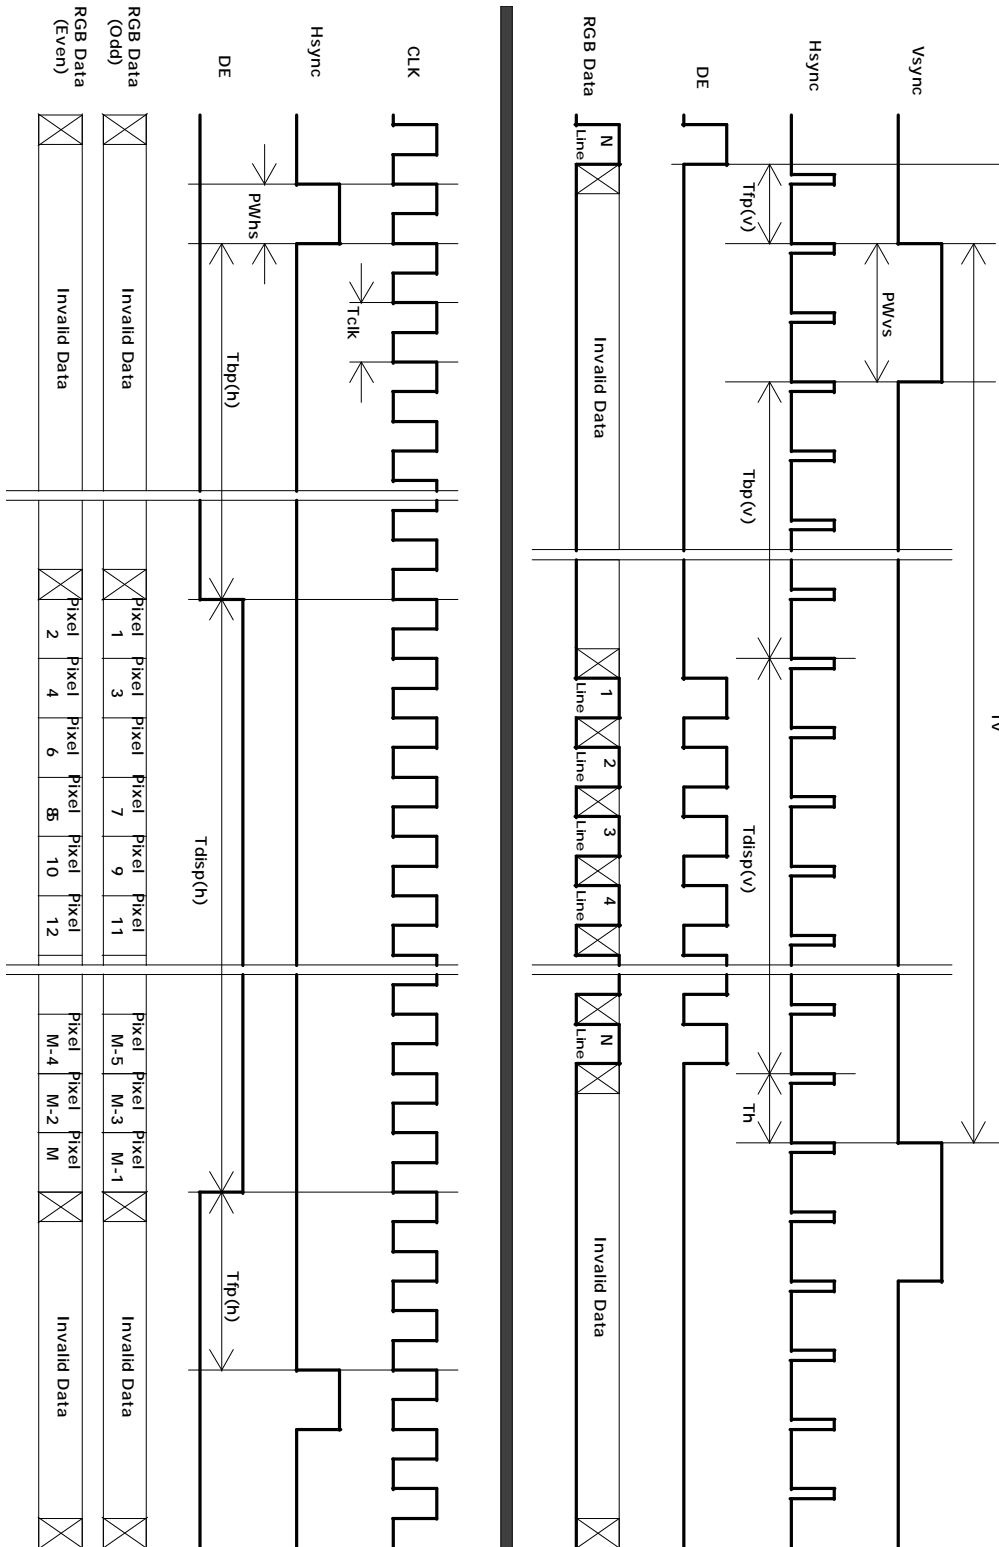 Tv
Vsync
PWvs
Hsync
Tfp(v)
Tbp(v)
Tdisp(v)
Th
DE
RGB Data
N
Line
Invalid Data
1
Line
2
Line
3
Line
4
Line
N
Line
Invalid Data
CLK
Tclk
Hsync
PWhs
Tbp(h)
DE
Tdisp(h)
Tfp(h)
RGB Data
(Odd)
Invalid Data
Pixel Pixel Pixel Pixel Pixel Pixel Pixel Pixel Pixel
1 3 7 9 11 M-5 M-3 M-1
Invalid Data
RGB Data
(Even)
Invalid Data
Pixel Pixel Pixel Pixel Pixel Pixel Pixel Pixel Pixel
2 4 6 8 10 12 M-4 M-2 M
Invalid Data